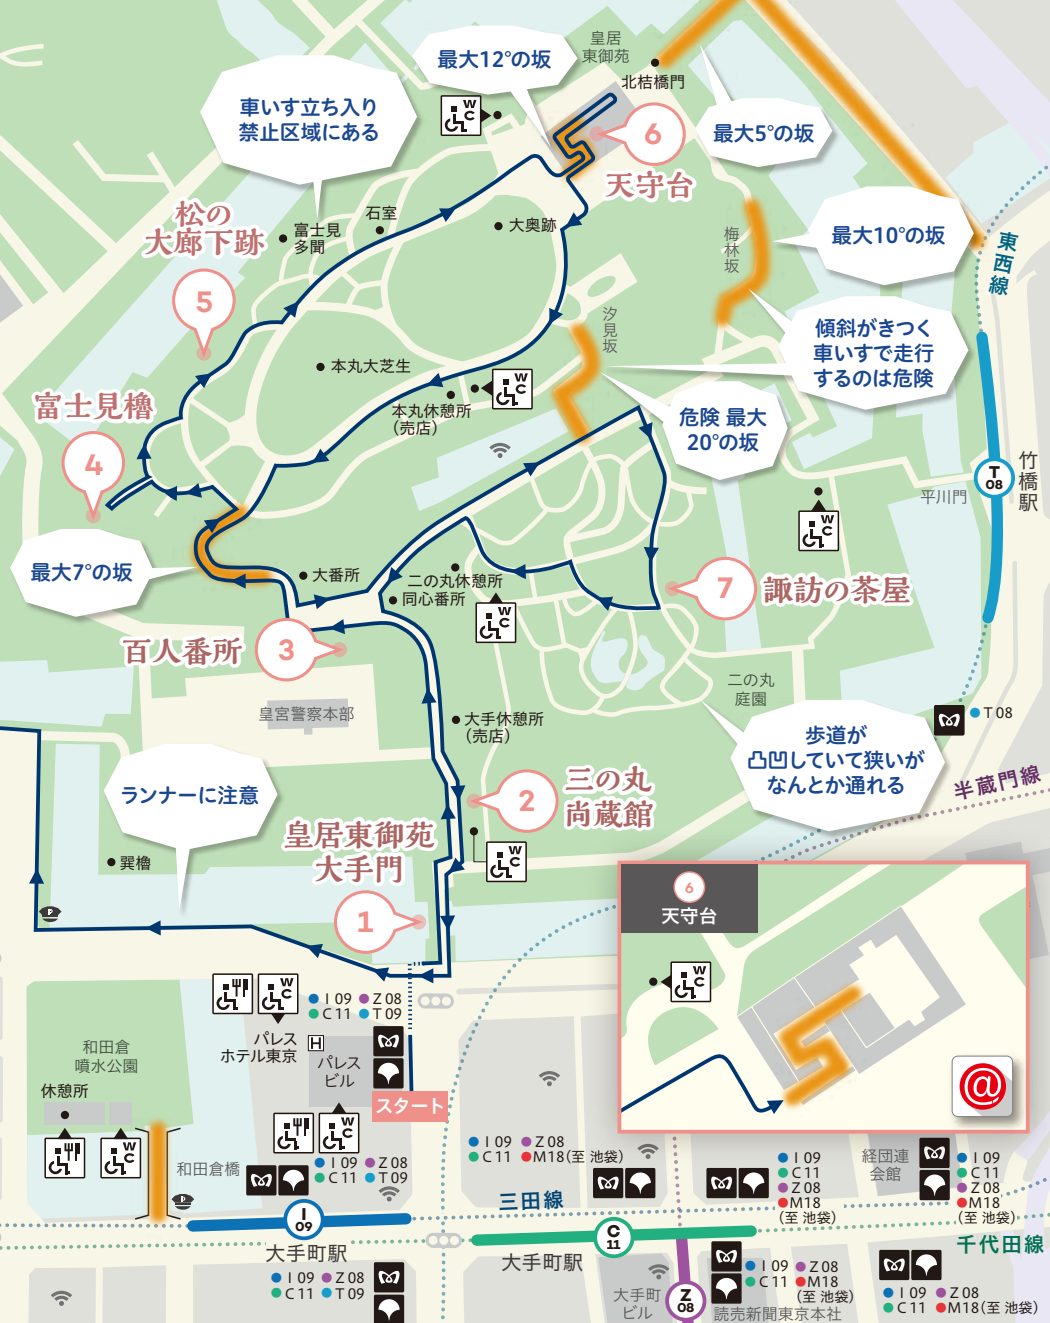 皇居
東御苑
最大12°の坂
北桔橋門
車いす立ち入り
禁止区域にある
WC
6
最大5°の坂
天守台
松の
大廊下跡
石室
富士見
多聞
大奥跡
梅林坂
最大10°の坂
東西線
5
汐見坂
傾斜がきつく
車いすで走行
するのは危険
本丸大芝生
WC
富士見櫓
本丸休憩所
(売店)
危険 最大
20°の坂
4
T
08
竹橋駅
平川門
WC
最大7°の坂
大番所
二の丸休憩所
同心番所
7
諏訪の茶屋
WC
百人番所
3
二の丸
庭園
皇宮警察本部
大手休憩所
(売店)
T 08
歩道が
凸凹していて狭いが
なんとか通れる
半蔵門線
ランナーに注意
2
三の丸
尚蔵館
皇居東御苑
大手門
巽櫓
WC
1
6
天守台
WC
@
WC
I 09 Z 08
C 11 T 09
パレス
ホテル東京
H
パレス
ビル
和田倉
噴水公園
休憩所
スタート
WC
WC
和田倉橋
I 09 Z 08
C 11 T 09
I 09 Z 08
C 11 M18(至 池袋)
I 09
C 11
Z 08
M18
(至 池袋)
経団連
会館
I 09
C 11
Z 08
M18
(至 池袋)
三田線
I
09
大手町駅
C
11
大手町駅
千代田線
I 09 Z 08
C 11 T 09
大手町
ビル
Z
08
I 09 Z 08
C 11 M18
(至 池袋)
読売新聞東京本社
I 09 Z 08
C 11 M18(至 池袋)